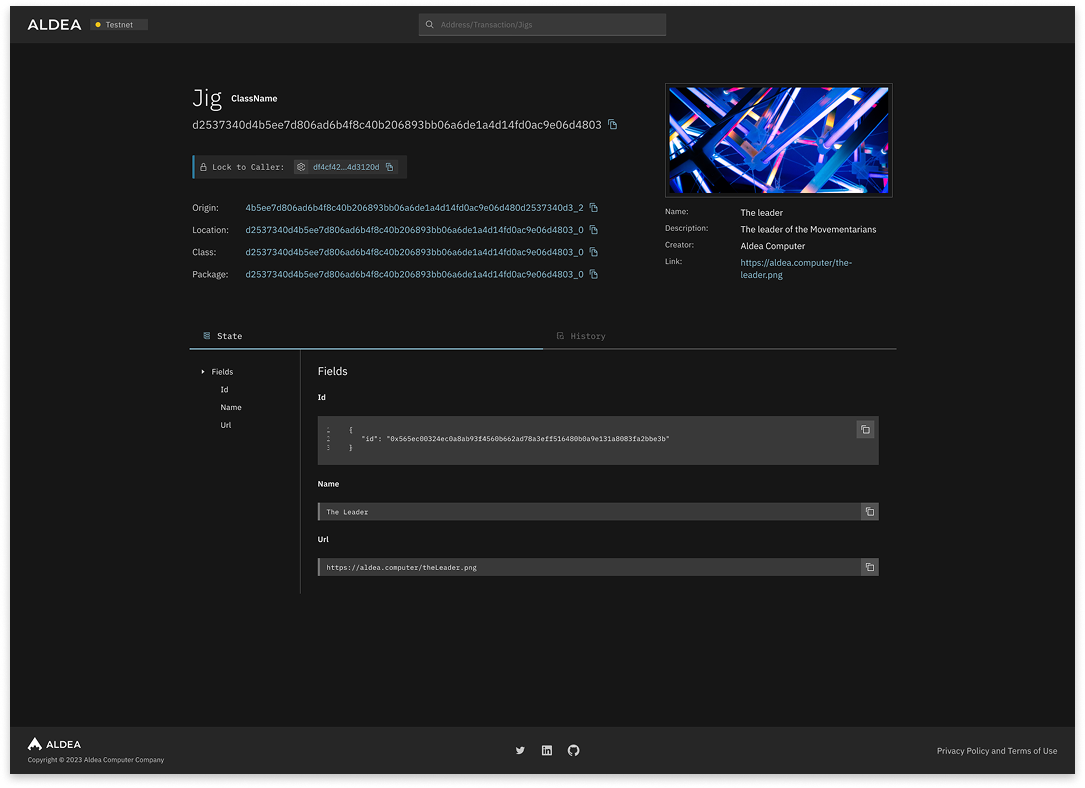 ALDEA
Testnet
Address/Transaction/Jigs
Jig ClassName
d2537340d4b5ee7d806ad6b4f8c40b206893bb06a6de1a4d14fd0ac9e06d4803
Lock to Caller: df4cf42...4d3120d
Origin: 4b5ee7d806ad6b4f8c40b206893bb06a6de1a4d14fd0ac9e06d480d2537340d3_2
Location: d2537340d4b5ee7d806ad6b4f8c40b206893bb06a6de1a4d14fd0ac9e06d4803_0
Class: d2537340d4b5ee7d806ad6b4f8c40b206893bb06a6de1a4d14fd0ac9e06d4803_0
Package: d2537340d4b5ee7d806ad6b4f8c40b206893bb06a6de1a4d14fd0ac9e06d4803_0
Name: The leader
Description: The leader of the Movementarians
Creator: Aldea Computer
Link: https://aldea.computer/the-
leader.png
State
History
Fields
Id
Name
Url
Fields
Id
1 {
2 "id": "0x565ec00324ec0a8ab93f4560b662ad78a3eff516480b0a9e131a8083fa2bbe3b"
3 }
Name
The Leader
Url
https://aldea.computer/theLeader.png
ALDEA
Copyright © 2023 Aldea Computer Company
Privacy Policy and Terms of Use